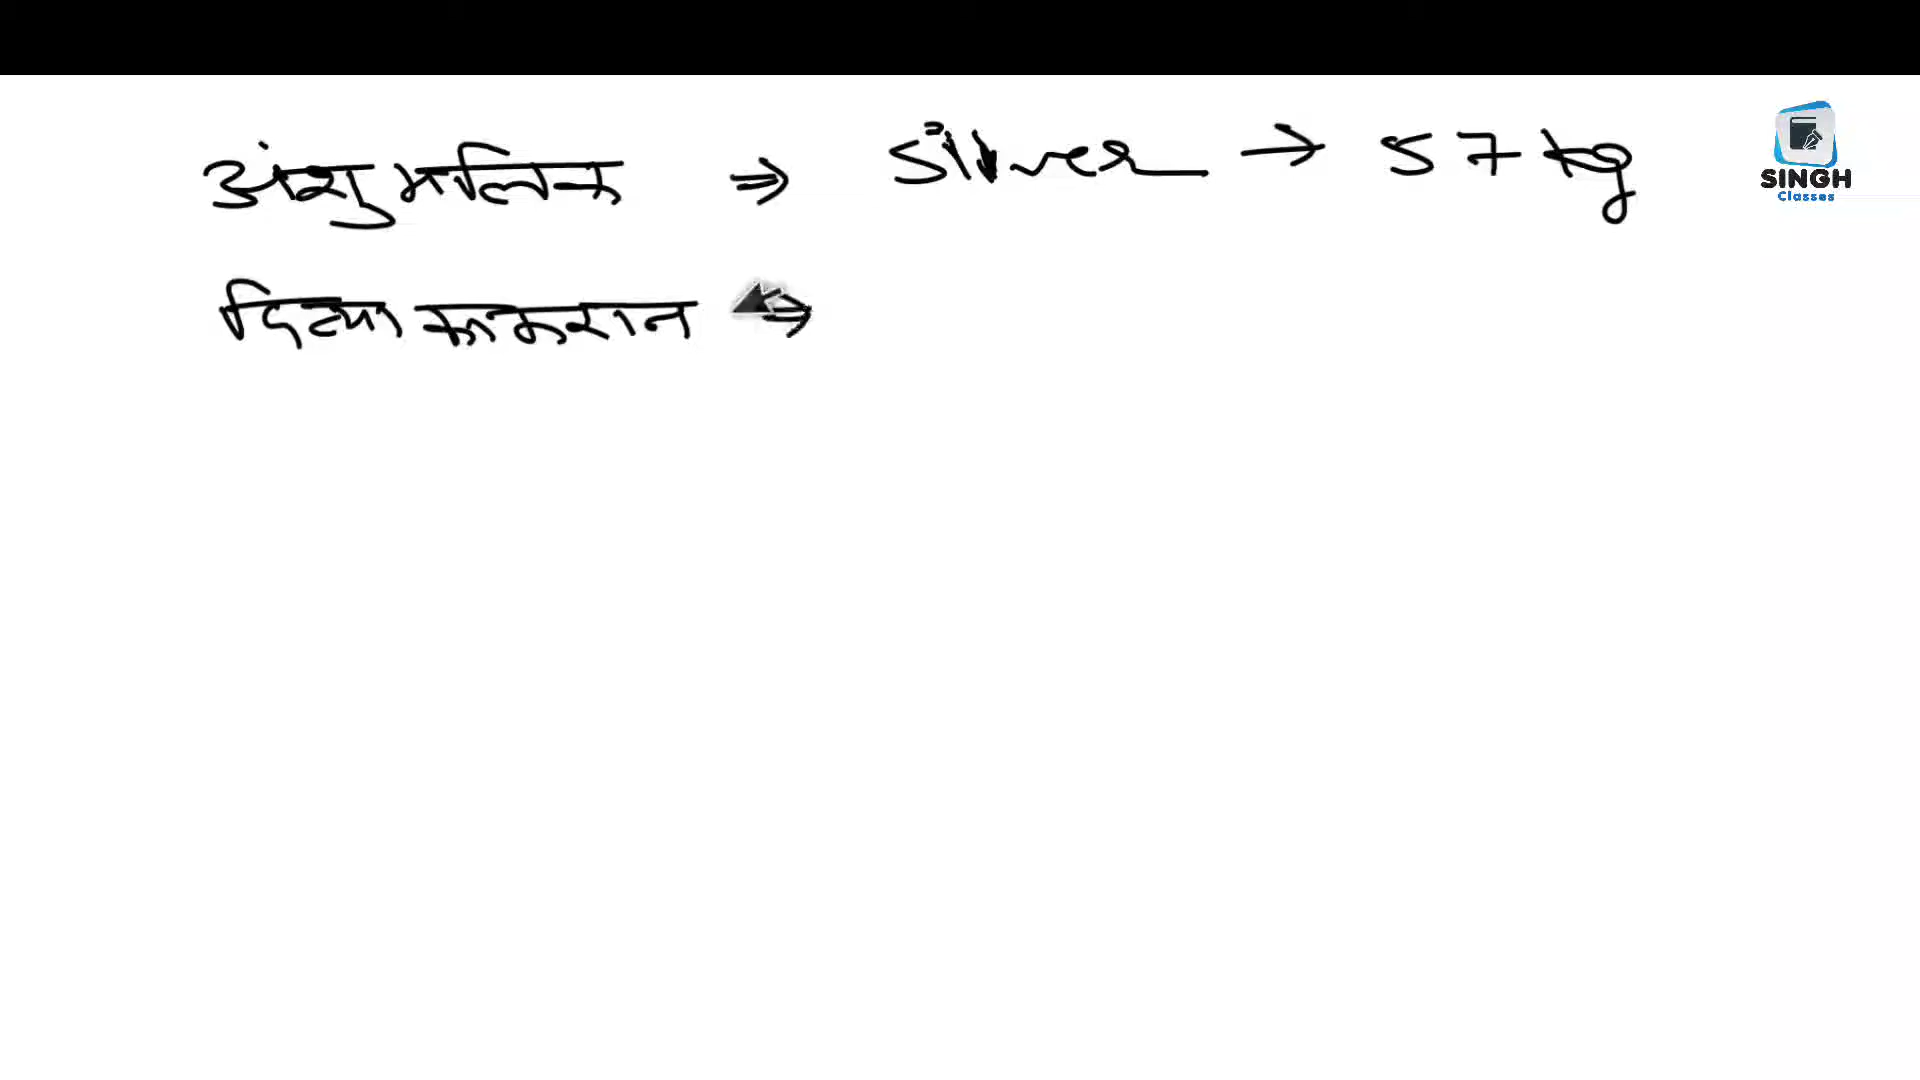 अंशु मलिक ⇒ Silver → 57 kg
SINGH
Classes
दिव्या काकरान ⇒